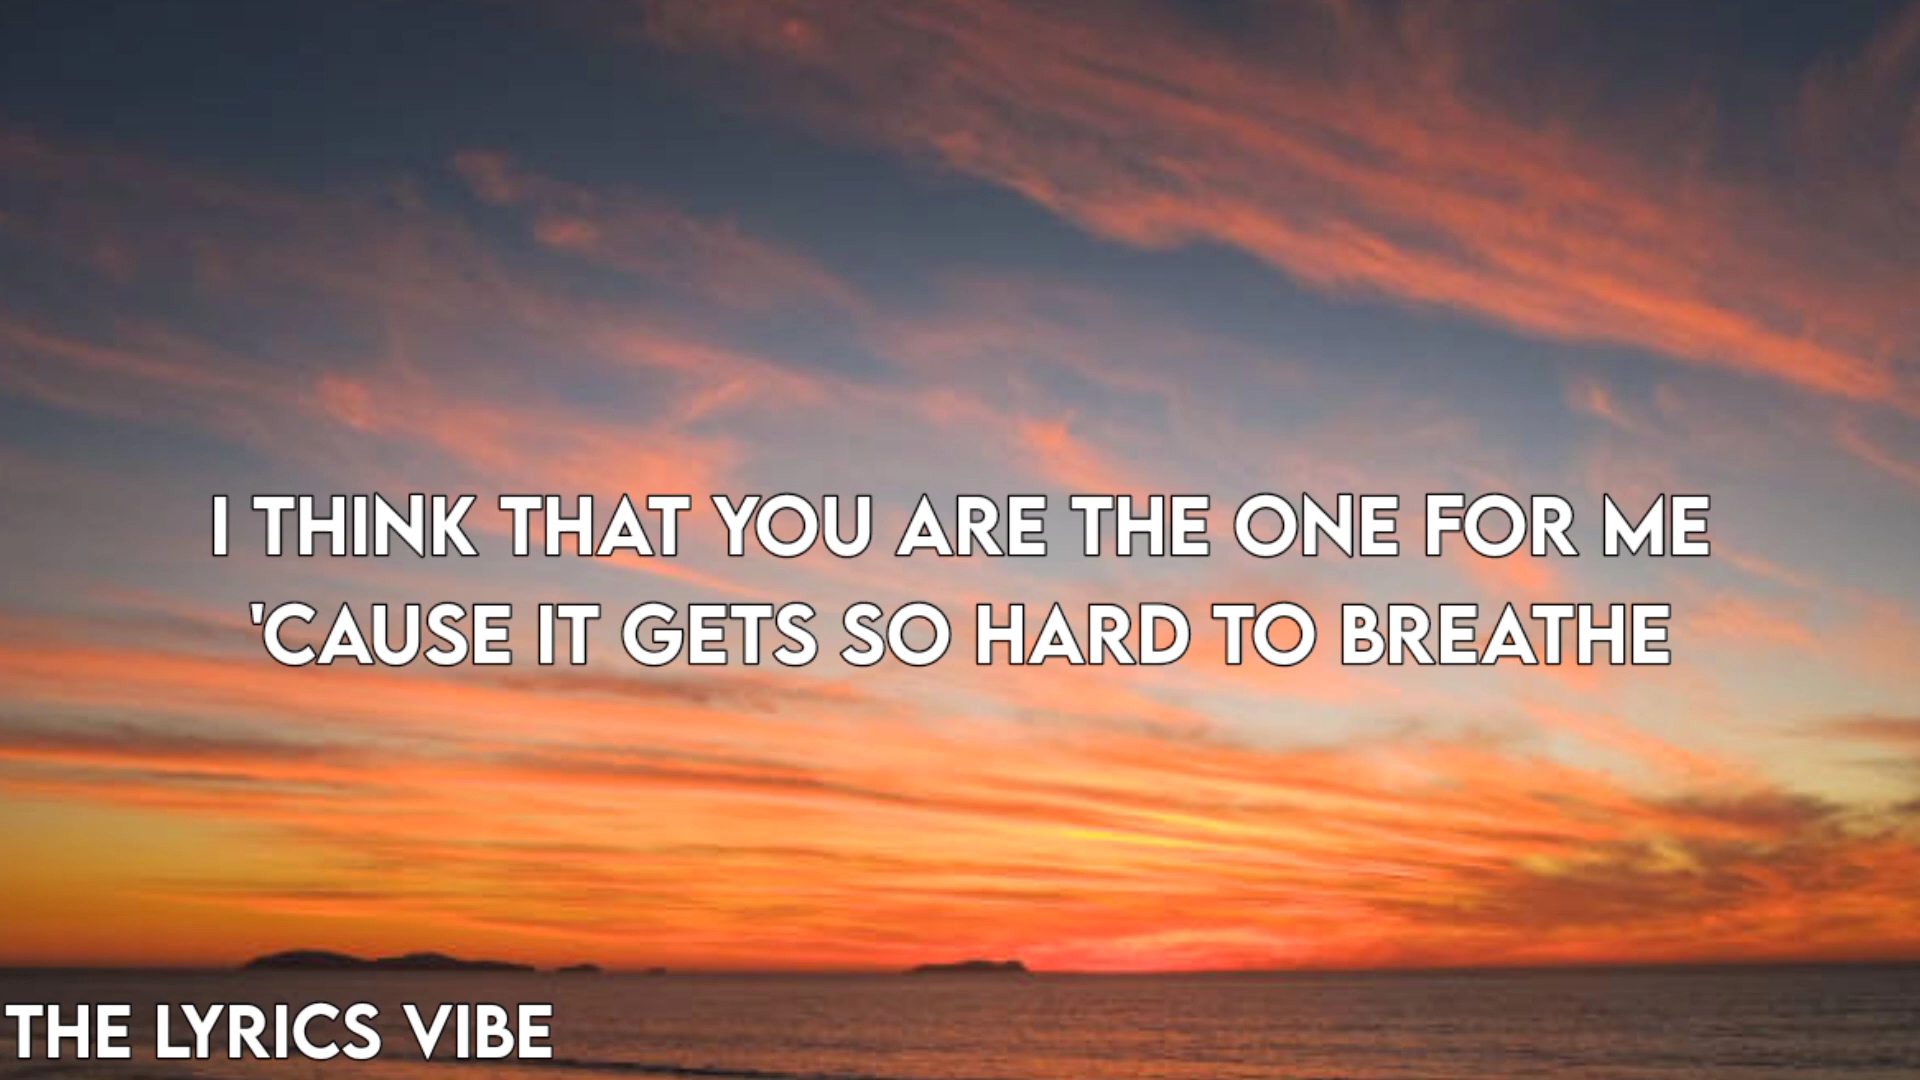 I THINK THAT YOU ARE THE ONE FOR ME
'CAUSE IT GETS SO HARD TO BREATHE
THE LYRICS VIBE